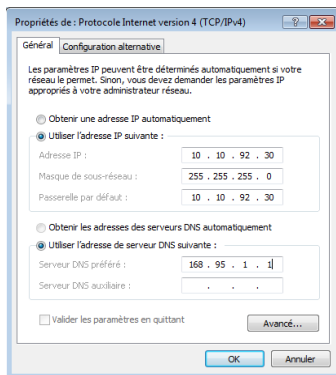 Propriétés de : Protocole Internet version 4 (TCP/IPv4)
Général
Configuration alternative
Les paramètres IP peuvent être déterminés automatiquement si votre
réseau le permet. Sinon, vous devez demander les paramètres IP
appropriés à votre administrateur réseau.
Obtenir une adresse IP automatiquement
Utiliser l'adresse IP suivante :
Adresse IP : 10 . 10 . 92 . 30
Masque de sous-réseau : 255 . 255 . 255 . 0
Passerelle par défaut : 10 . 10 . 92 . 30
Obtenir les adresses des serveurs DNS automatiquement
Utiliser l'adresse de serveur DNS suivante :
Serveur DNS préféré : 168 . 95 . 1 . 1
Serveur DNS auxiliaire : . . .
Valider les paramètres en quittant
Avancé...
OK Annuler